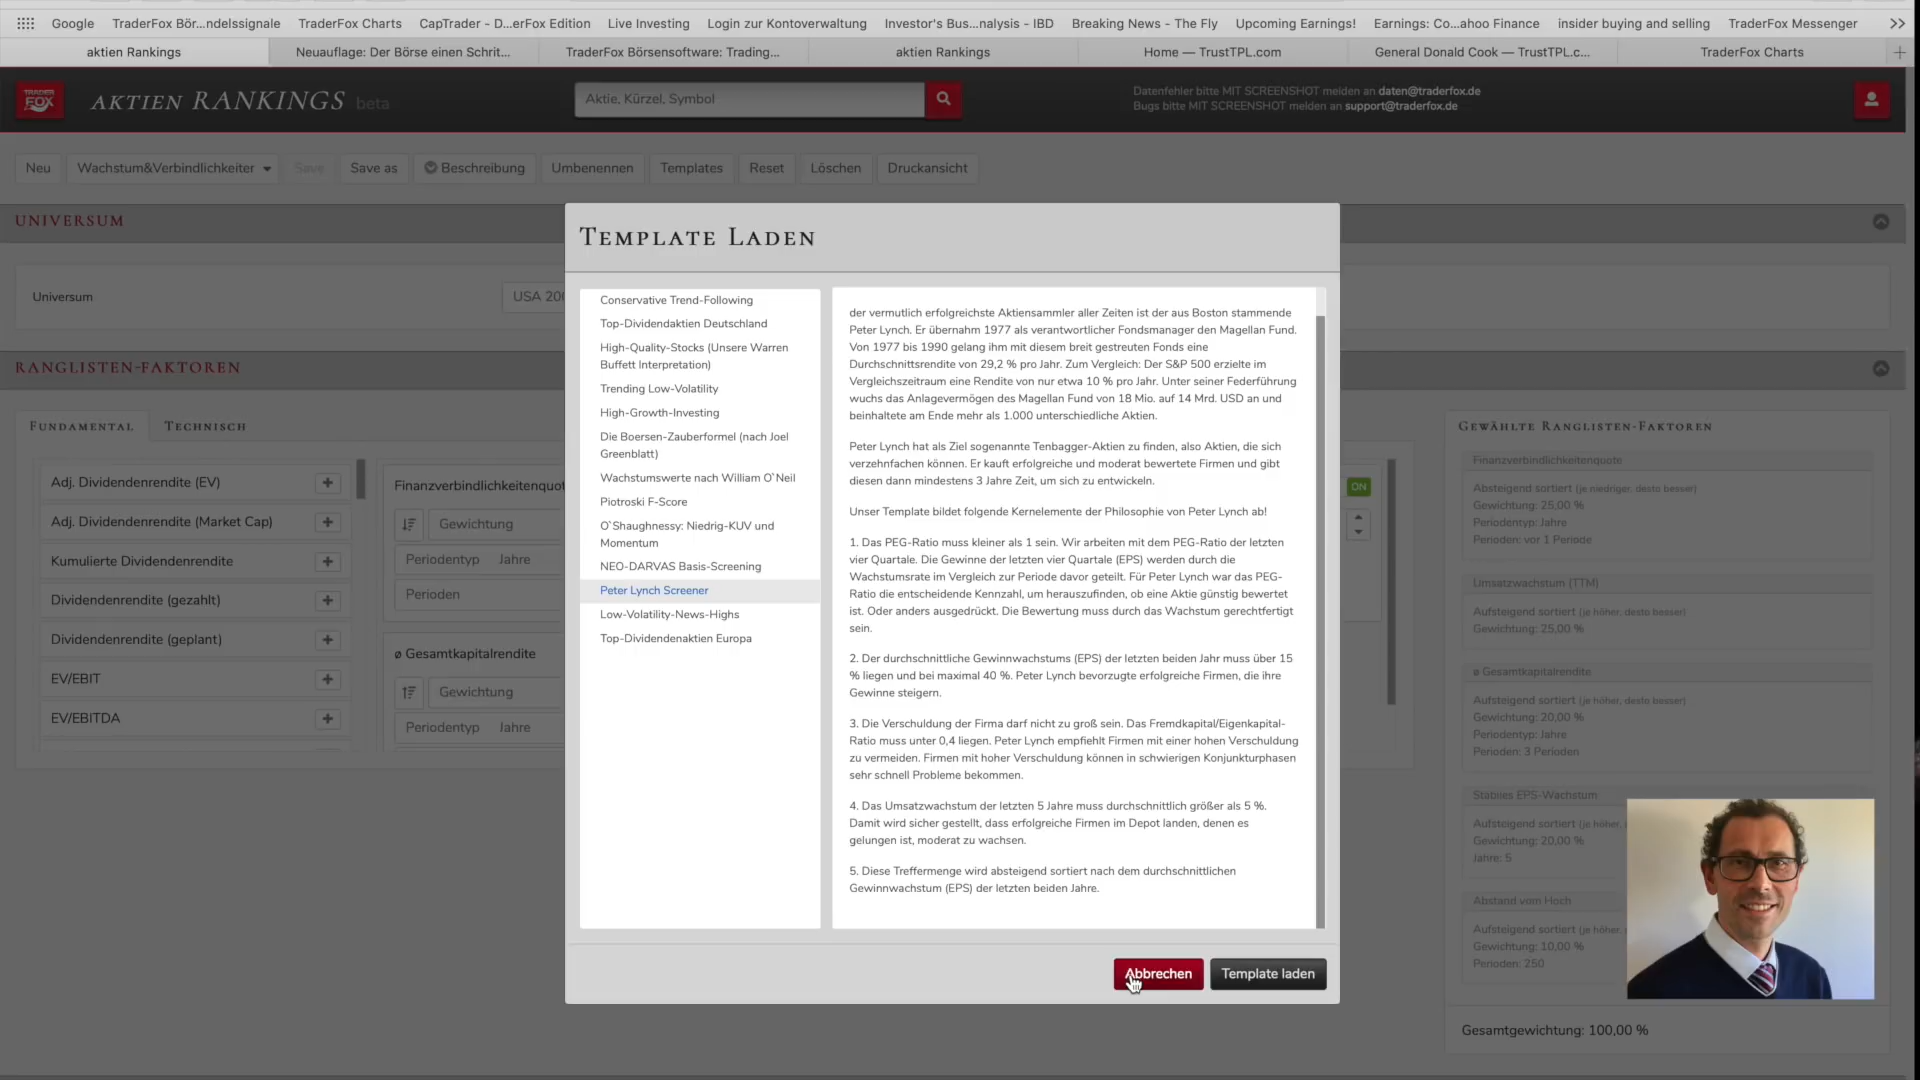 Google TraderFox Bör...ndelssignale TraderFox Charts CapTrader - D...erFox Edition Live Investing Login zur Kontoverwaltung Investor's Bus...nalysis - IBD Breaking News - The Fly Upcoming Earnings! Earnings: Co...ahoo Finance insider buying and selling TraderFox Messenger
aktien Rankings Neuauflage: Der Börse einen Schrit... TraderFox Börsensoftware: Trading... aktien Rankings Home — TrustTPL.com General Donald Cook — TrustTPL.c... TraderFox Charts
TRADER
FOX
AKTIEN RANKINGS beta
Aktie, Kürzel, Symbol
Datenfehler bitte MIT SCREENSHOT melden an daten@traderfox.de
Bugs bitte MIT SCREENSHOT melden an support@traderfox.de
Neu Wachstum&Verbindlichkeiter Save Save as Beschreibung Umbenennen Templates Reset Löschen Druckansicht
UNIVERSUM
Universum USA 200
RANGLISTEN-FAKTOREN
FUNDAMENTAL TECHNISCH
Adj. Dividendenrendite (EV)
Adj. Dividendenrendite (Market Cap)
Kumulierte Dividendenrendite
Dividendenrendite (gezahlt)
Dividendenrendite (geplant)
EV/EBIT
EV/EBITDA
Finanzverbindlichkeitenquot
Gewichtung
Periodentyp Jahre
Perioden
ø Gesamtkapitalrendite
Gewichtung
Periodentyp Jahre
ON
TEMPLATE LADEN
Conservative Trend-Following
Top-Dividendaktien Deutschland
High-Quality-Stocks (Unsere Warren
Buffett Interpretation)
Trending Low-Volatility
High-Growth-Investing
Die Boersen-Zauberformel (nach Joel
Greenblatt)
Wachstumswerte nach William O`Neil
Piotroski F-Score
O`Shaughnessy: Niedrig-KUV und
Momentum
NEO-DARVAS Basis-Screening
Peter Lynch Screener
Low-Volatility-News-Highs
Top-Dividendenaktien Europa
der vermutlich erfolgreichste Aktiensammler aller Zeiten ist der aus Boston stammende
Peter Lynch. Er übernahm 1977 als verantwortlicher Fondsmanager den Magellan Fund.
Von 1977 bis 1990 gelang ihm mit diesem breit gestreuten Fonds eine
Durchschnittsrendite von 29,2 % pro Jahr. Zum Vergleich: Der S&P 500 erzielte im
Vergleichszeitraum eine Rendite von nur etwa 10 % pro Jahr. Unter seiner Federführung
wuchs das Anlagevermögen des Magellan Fund von 18 Mio. auf 14 Mrd. USD an und
beinhaltete am Ende mehr als 1.000 unterschiedliche Aktien.
Peter Lynch hat als Ziel sogenannte Tenbagger-Aktien zu finden, also Aktien, die sich
verzehnfachen können. Er kauft erfolgreiche und moderat bewertete Firmen und gibt
diesen dann mindestens 3 Jahre Zeit, um sich zu entwickeln.
Unser Template bildet folgende Kernelemente der Philosophie von Peter Lynch ab!
1. Das PEG-Ratio muss kleiner als 1 sein. Wir arbeiten mit dem PEG-Ratio der letzten
vier Quartale. Die Gewinne der letzten vier Quartale (EPS) werden durch die
Wachstumsrate im Vergleich zur Periode davor geteilt. Für Peter Lynch war das PEG-
Ratio die entscheidende Kennzahl, um herauszufinden, ob eine Aktie günstig bewertet
ist. Oder anders ausgedrückt. Die Bewertung muss durch das Wachstum gerechtfertigt
sein.
2. Der durchschnittliche Gewinnwachstums (EPS) der letzten beiden Jahr muss über 15
% liegen und bei maximal 40 %. Peter Lynch bevorzugte erfolgreiche Firmen, die ihre
Gewinne steigern.
3. Die Verschuldung der Firma darf nicht zu groß sein. Das Fremdkapital/Eigenkapital-
Ratio muss unter 0,4 liegen. Peter Lynch empfiehlt Firmen mit einer hohen Verschuldung
zu vermeiden. Firmen mit hoher Verschuldung können in schwierigen Konjunkturphasen
sehr schnell Probleme bekommen.
4. Das Umsatzwachstum der letzten 5 Jahre muss durchschnittlich größer als 5 %.
Damit wird sicher gestellt, dass erfolgreiche Firmen im Depot landen, denen es
gelungen ist, moderat zu wachsen.
5. Diese Treffermenge wird absteigend sortiert nach dem durchschnittlichen
Gewinnwachstum (EPS) der letzten beiden Jahre.
Abbrechen Template laden
GEWÄHLTE RANGLISTEN-FAKTOREN
Finanzverbindlichkeitenquote
Absteigend sortiert (je niedriger, desto besser)
Gewichtung: 25,00 %
Periodentyp: Jahre
Perioden: vor 1 Periode
Umsatzwachstum (TTM)
Aufsteigend sortiert (je höher, desto besser)
Gewichtung: 25,00 %
ø Gesamtkapitalrendite
Aufsteigend sortiert (je höher, desto besser)
Gewichtung: 20,00 %
Periodentyp: Jahre
Perioden: 3 Perioden
Stabiles EPS-Wachstum
Aufsteigend sortiert (je höher,
Gewichtung: 20,00 %
Jahre: 5
Abstand vom Hoch
Aufsteigend sortiert (je höher,
Gewichtung: 10,00 %
Perioden: 250
Gesamtgewichtung: 100,00 %